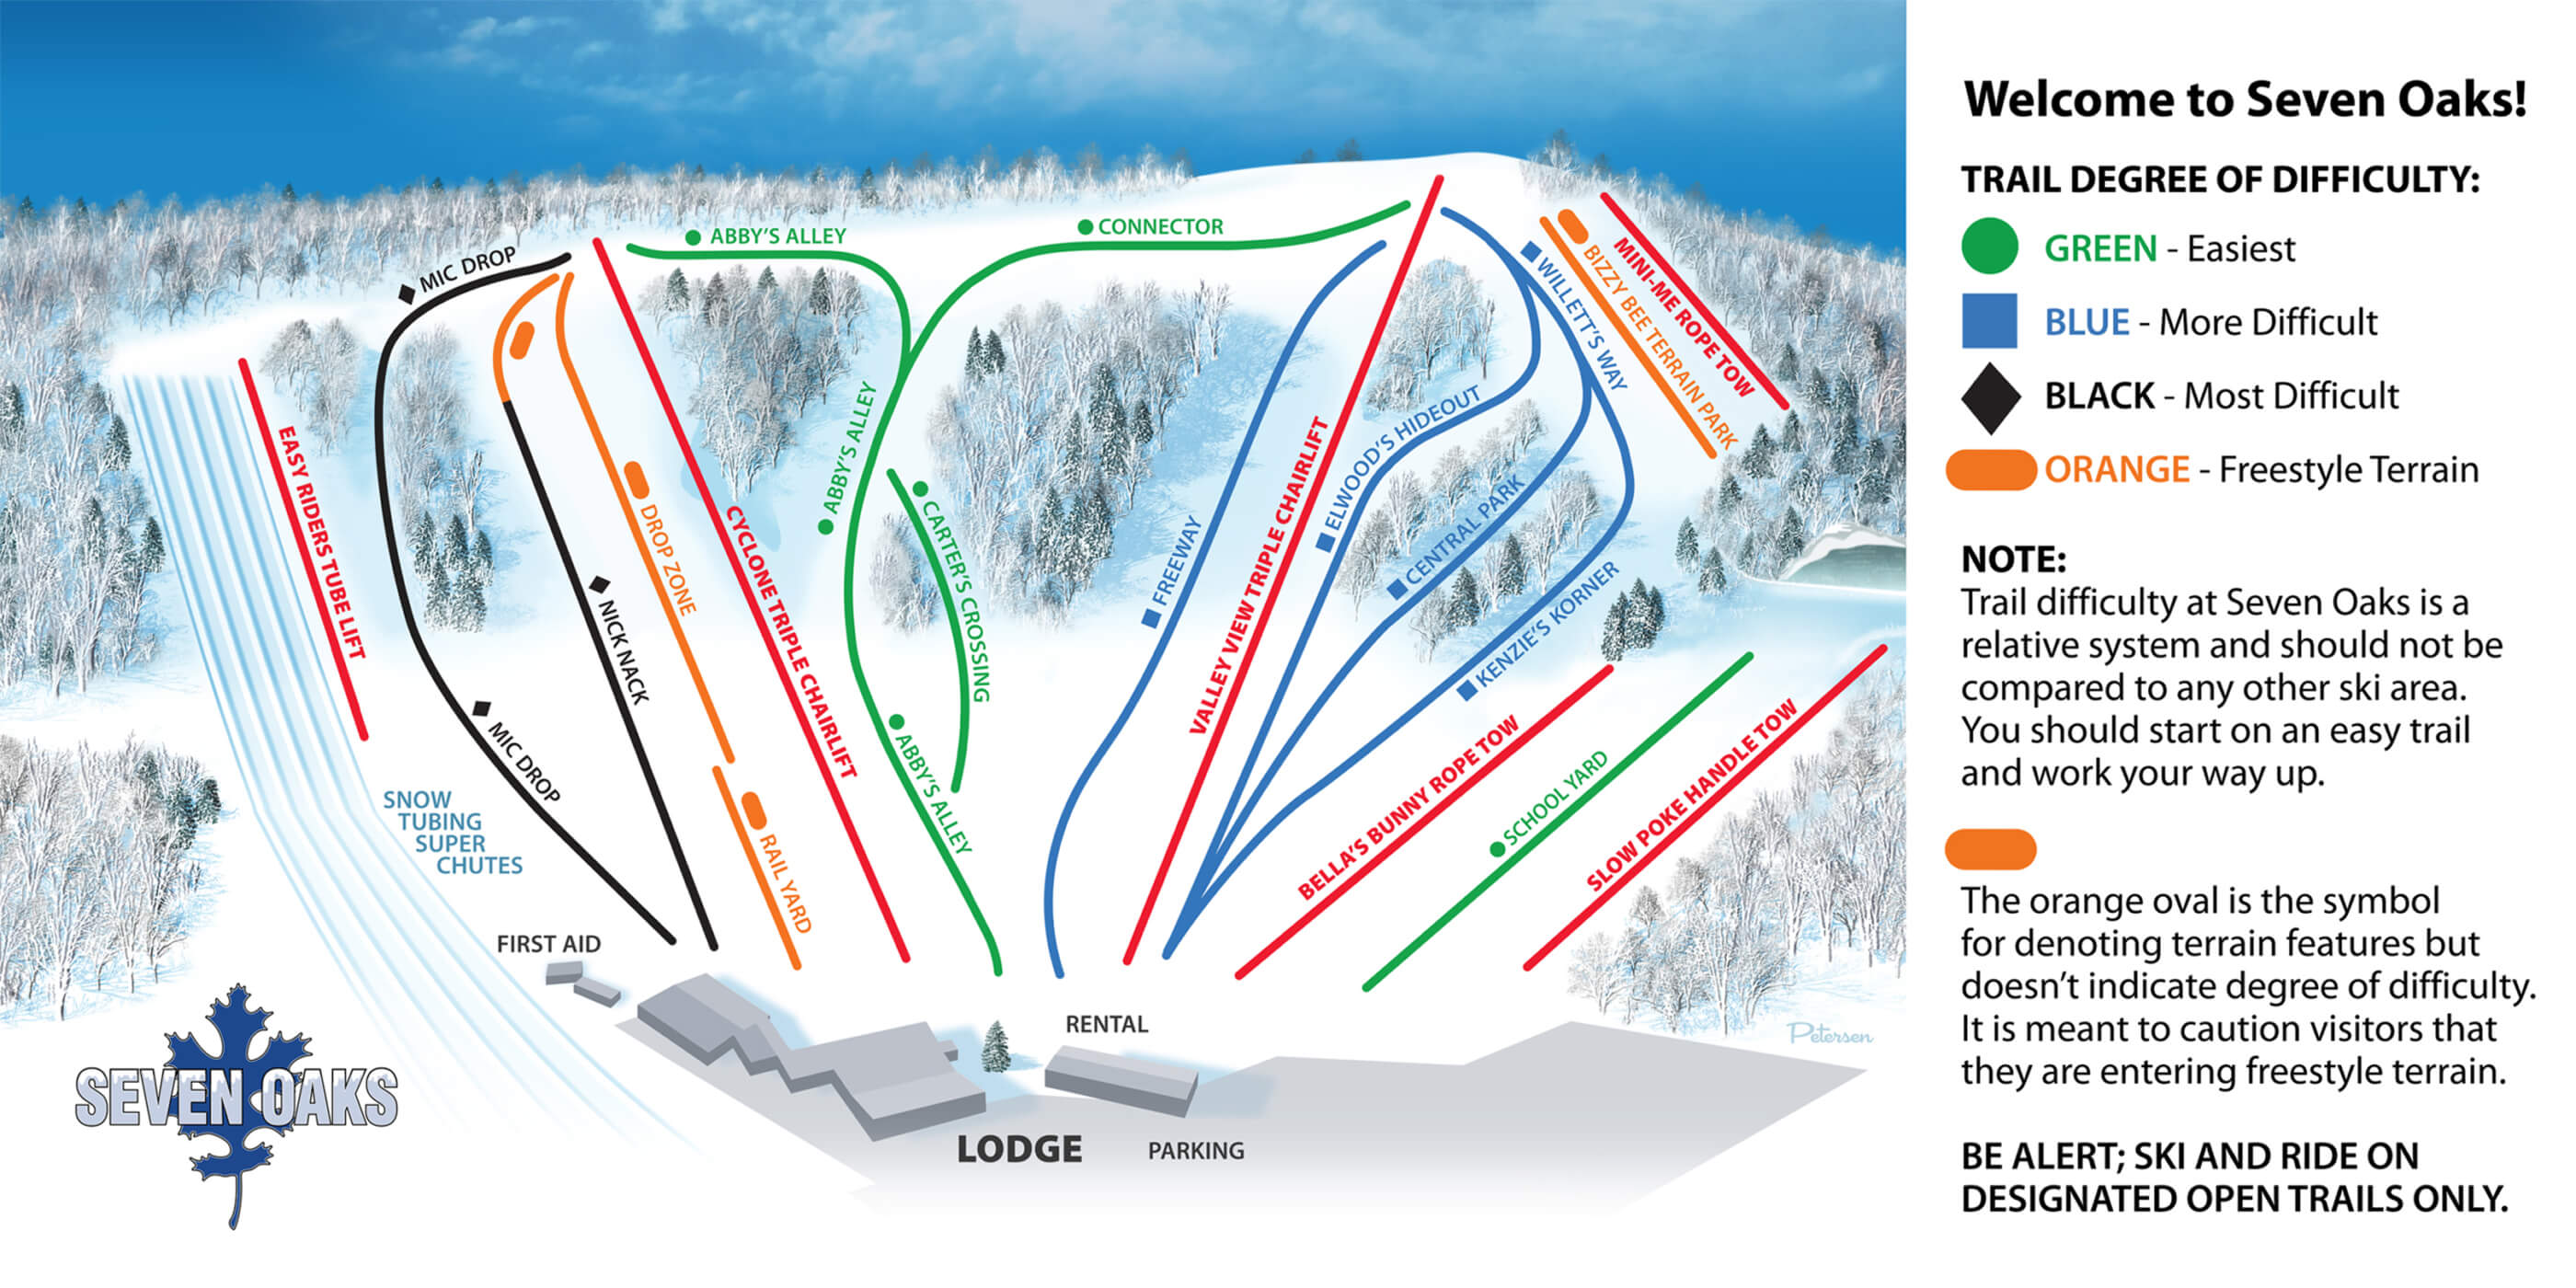 ABBY'S ALLEY
CONNECTOR
MIC DROP
WILLETT'S WAY
BIZZY BEE TERRAIN PARK
MINI-ME ROPE TOW
EASY RIDERS TUBE LIFT
ABBY'S ALLEY
CARTER'S CROSSING
DROP ZONE
CYCLONE TRIPLE CHAIRLIFT
FREEWAY
VALLEY VIEW TRIPLE CHAIRLIFT
ELWOOD'S HIDEOUT
CENTRAL PARK
KENZIE'S KORNER
NICK NACK
MIC DROP
ABBY'S ALLEY
RAIL YARD
BELLA'S BUNNY ROPE TOW
SCHOOL YARD
SLOW POKE HANDLE TOW
SNOW
TUBING
SUPER
CHUTES
FIRST AID
RENTAL
LODGE
PARKING
SEVEN OAKS
Petersen
Welcome to Seven Oaks!
TRAIL DEGREE OF DIFFICULTY:
GREEN - Easiest
BLUE - More Difficult
BLACK - Most Difficult
ORANGE - Freestyle Terrain
NOTE:
Trail difficulty at Seven Oaks is a
relative system and should not be
compared to any other ski area.
You should start on an easy trail
and work your way up.
The orange oval is the symbol
for denoting terrain features but
doesn't indicate degree of difficulty.
It is meant to caution visitors that
they are entering freestyle terrain.
BE ALERT; SKI AND RIDE ON
DESIGNATED OPEN TRAILS ONLY.